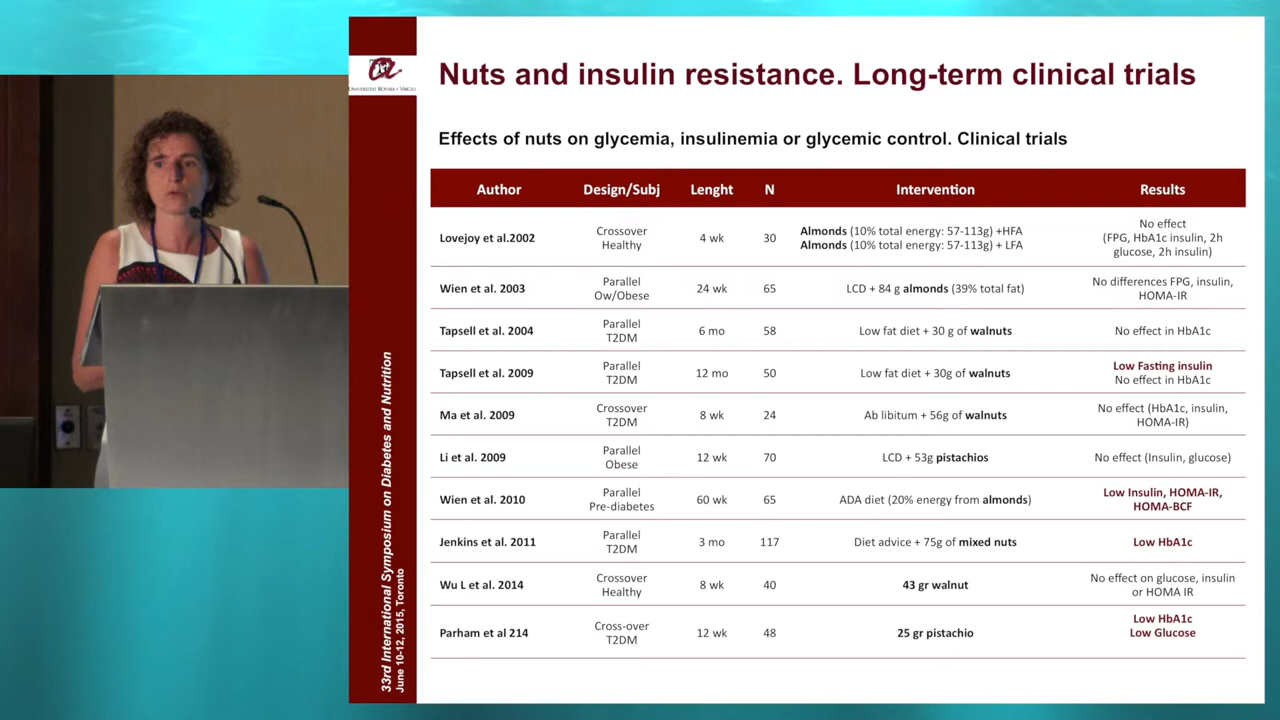 Nuts and insulin resistance. Long-term clinical trials
UNIVERSITAT ROVIRA I VIRGILI
Effects of nuts on glycemia, insulinemia or glycemic control. Clinical trials
Author Design/Subj Lenght N Intervention Results
Lovejoy et al.2002
Crossover
Healthy
4 wk
30
Almonds (10% total energy: 57-113g) +HFA
Almonds (10% total energy: 57-113g) + LFA
No effect
(FPG, HbA1c insulin, 2h
glucose, 2h insulin)
Wien et al. 2003
Parallel
Ow/Obese
24 wk
65
LCD + 84 g almonds (39% total fat)
No differences FPG, insulin,
HOMA-IR
Tapsell et al. 2004
Parallel
T2DM
6 mo
58
Low fat diet + 30 g of walnuts
No effect in HbA1c
Tapsell et al. 2009
Parallel
T2DM
12 mo
50
Low fat diet + 30g of walnuts
Low Fasting insulin
No effect in HbA1c
Ma et al. 2009
Crossover
T2DM
8 wk
24
Ab libitum + 56g of walnuts
No effect (HbA1c, insulin,
HOMA-IR)
Li et al. 2009
Parallel
Obese
12 wk
70
LCD + 53g pistachios
No effect (Insulin, glucose)
Wien et al. 2010
Parallel
Pre-diabetes
60 wk
65
ADA diet (20% energy from almonds)
Low Insulin, HOMA-IR,
HOMA-BCF
Jenkins et al. 2011
Parallel
T2DM
3 mo
117
Diet advice + 75g of mixed nuts
Low HbA1c
Wu L et al. 2014
Crossover
Healthy
8 wk
40
43 gr walnut
No effect on glucose, insulin
or HOMA IR
Parham et al 214
Cross-over
T2DM
12 wk
48
25 gr pistachio
Low HbA1c
Low Glucose
33rd International Symposium on Diabetes and Nutrition
June 10-12, 2015, Toronto